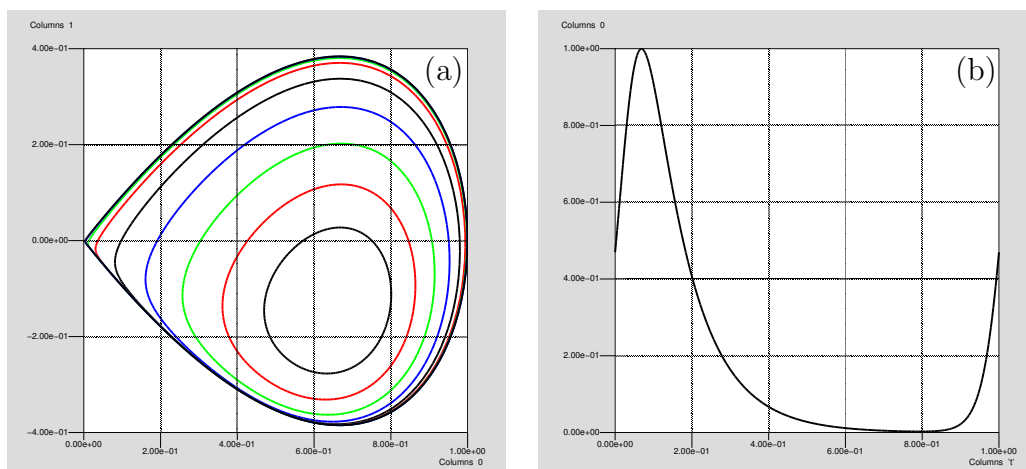 Columns 1
4.00e−01
(a)
2.00e−01
0.00e+00
−2.00e−01
−4.00e−01
0.00e+00
2.00e−01
4.00e−01
6.00e−01
8.00e−01
1.00e+00
Columns 0
Columns 0
1.00e+00
(b)
8.00e−01
6.00e−01
4.00e−01
2.00e−01
0.00e+00
0.00e+00
2.00e−01
4.00e−01
6.00e−01
8.00e−01
1.00e+00
Columns 't'